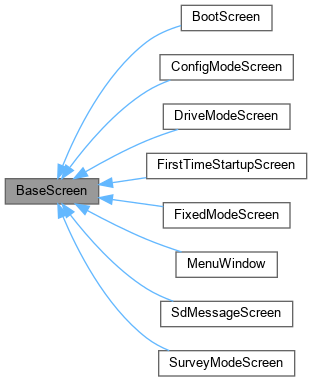 BootScreen
ConfigModeScreen
DriveModeScreen
FirstTimeStartupScreen
BaseScreen
FixedModeScreen
MenuWindow
SdMessageScreen
SurveyModeScreen